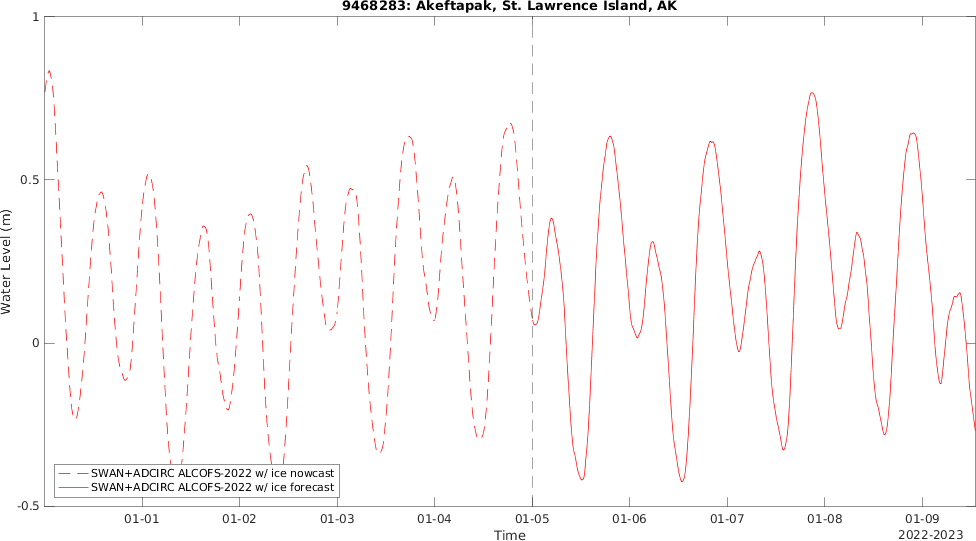 9468283: Akeftapak, St. Lawrence Island, AK
1
0.5
0
-0.5
Water Level (m)
SWAN+ADCIRC ALCOFS-2022 w/ ice nowcast
SWAN+ADCIRC ALCOFS-2022 w/ ice forecast
01-01 01-02 01-03 01-04 01-05 01-06 01-07 01-08 01-09
Time
2022-2023